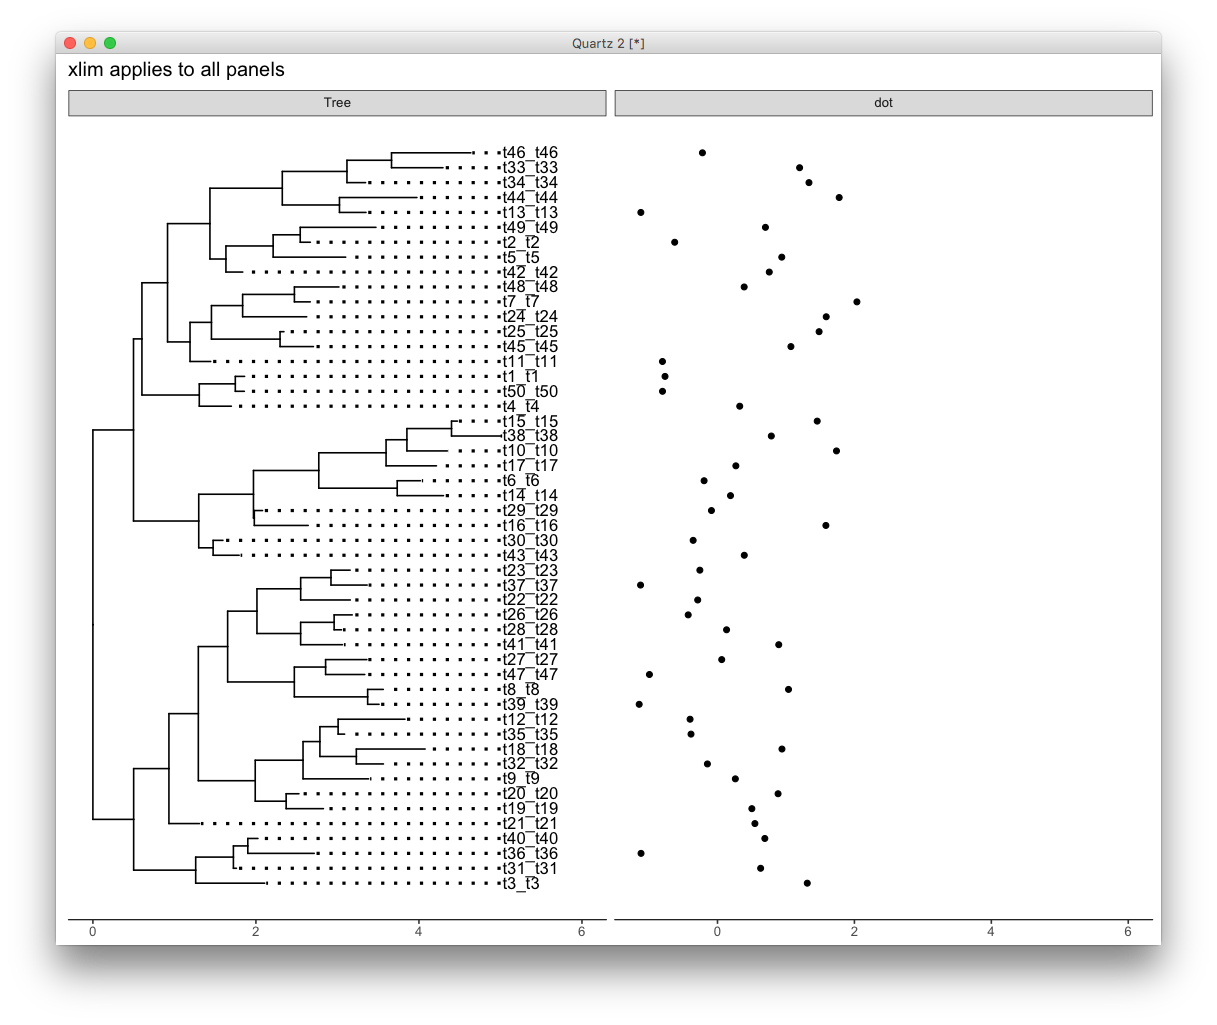 Quartz 2 [*]
xlim applies to all panels
Tree
dot
t46_t46
t33_t33
t34_t34
t44_t44
t13_t13
t49_t49
t2_t2
t5_t5
t42_t42
t48_t48
t7_t7
t24_t24
t25_t25
t45_t45
t11_t11
t1_t1
t50_t50
t4_t4
t15_t15
t38_t38
t10_t10
t17_t17
t6_t6
t14_t14
t29_t29
t16_t16
t30_t30
t43_t43
t23_t23
t37_t37
t22_t22
t26_t26
t28_t28
t41_t41
t27_t27
t47_t47
t8_t8
t39_t39
t12_t12
t35_t35
t18_t18
t32_t32
t9_t9
t20_t20
t19_t19
t21_t21
t40_t40
t36_t36
t31_t31
t3_t3
0 2 4 6
0 2 4 6